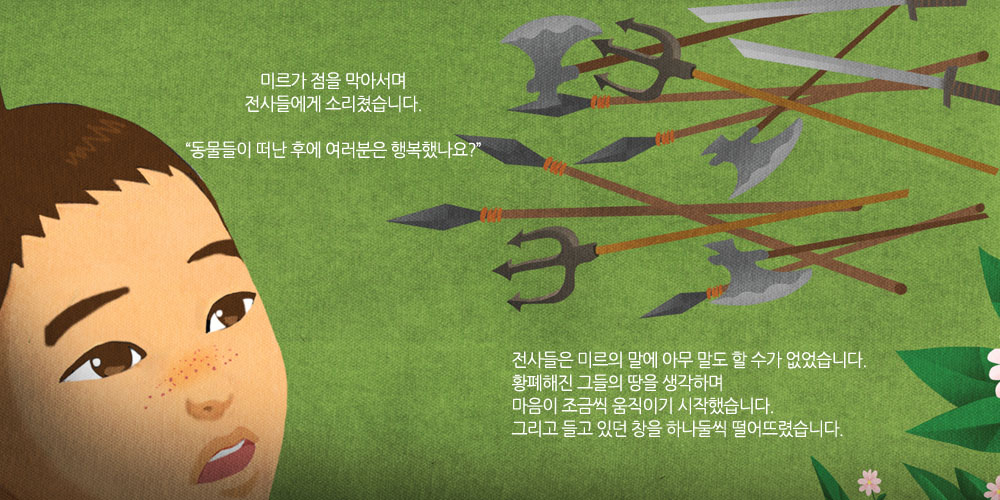 미르가 점을 막아서며
전사들에게 소리쳤습니다.
“동물들이 떠난 후에 여러분은 행복했나요?”
전사들은 미르의 말에 아무 말도 할 수가 없었습니다.
황폐해진 그들의 땅을 생각하며
마음이 조금씩 움직이기 시작했습니다.
그리고 들고 있던 창을 하나둘씩 떨어뜨렸습니다.